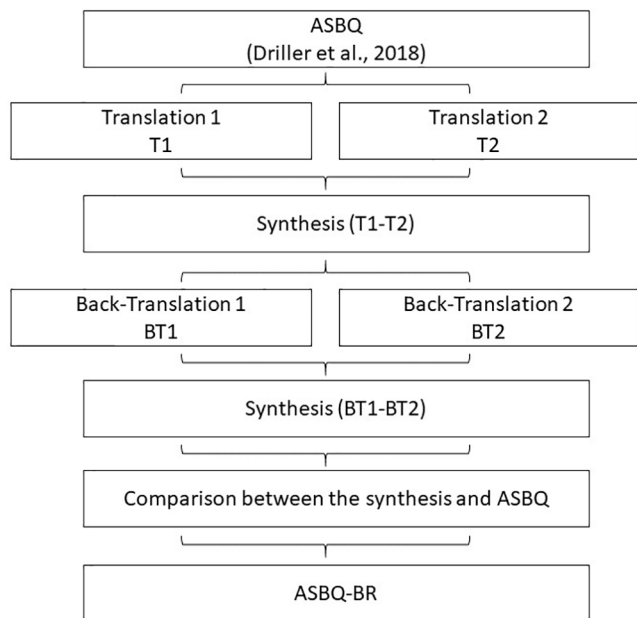 ASBQ
(Driller et al., 2018)
Translation 1
T1
Translation 2
T2
Synthesis (T1-T2)
Back-Translation 1
BT1
Back-Translation 2
BT2
Synthesis (BT1-BT2)
Comparison between the synthesis and ASBQ
ASBQ-BR